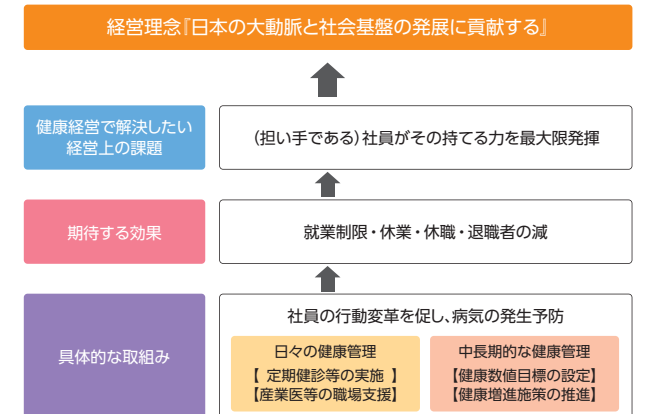 経営理念『日本の大動脈と社会基盤の発展に貢献する』
健康経営で解決したい
経営上の課題
(担い手である)社員がその持てる力を最大限発揮
期待する効果
就業制限・休業・休職・退職者の減
具体的な取組み
社員の行動変革を促し、病気の発生予防
日々の健康管理
【 定期健診等の実施 】
【産業医等の職場支援】
中長期的な健康管理
【健康数値目標の設定】
【健康増進施策の推進】